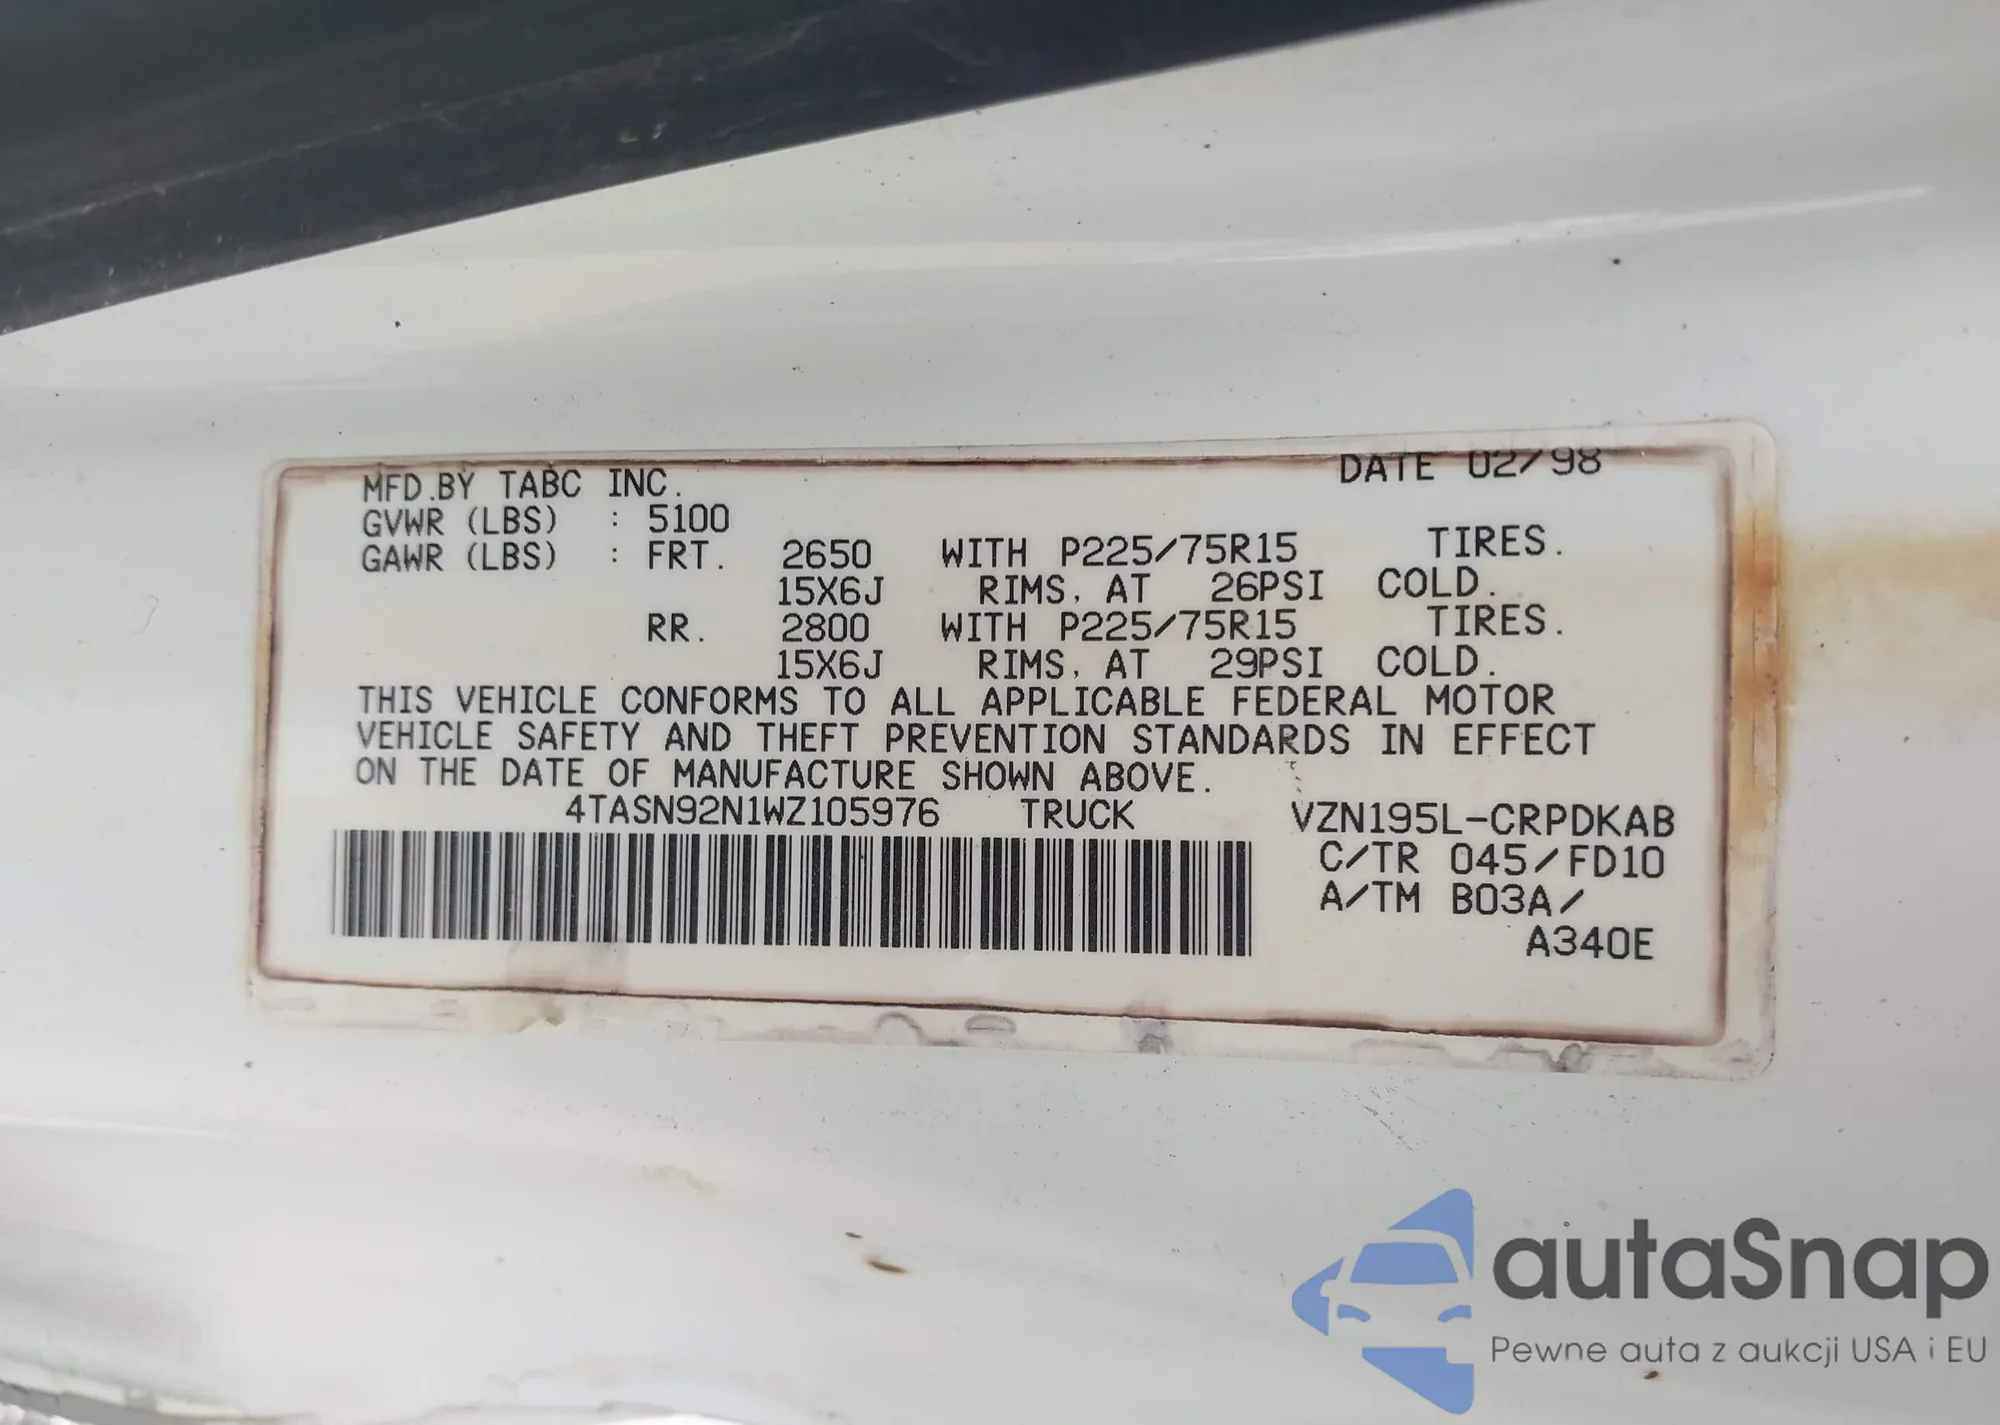 MFD.BY TABC INC. DATE 02/98
GVWR (LBS) : 5100
GAWR (LBS) : FRT. 2650 WITH P225/75R15 TIRES.
15X6J RIMS, AT 26PSI COLD.
RR. 2800 WITH P225/75R15 TIRES.
15X6J RIMS, AT 29PSI COLD.
THIS VEHICLE CONFORMS TO ALL APPLICABLE FEDERAL MOTOR
VEHICLE SAFETY AND THEFT PREVENTION STANDARDS IN EFFECT
ON THE DATE OF MANUFACTURE SHOWN ABOVE.
4TASN92N1WZ105976 TRUCK VZN195L-CRPDKAB
C/TR 045/FD10
A/TM B03A/
A340E
autaSnap
Pewne auta z aukcji USA i EU